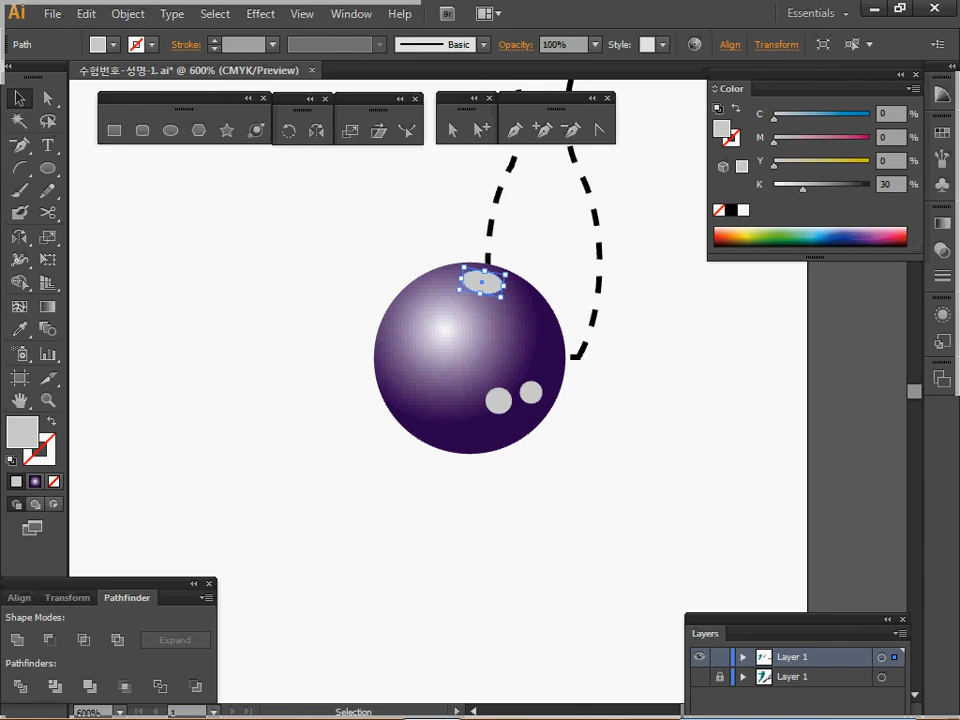 Ai File Edit Object Type Select Effect View Window Help Br Essentials
Path Stroke: Basic Opacity: 100% Style: Align Transform
수험번호-성명-1. ai* @ 600% (CMYK/Preview)
Color
C 0 %
M 0 %
Y 0 %
K 30 %
T
Align Transform Pathfinder
Shape Modes:
Expand
Pathfinders:
Layers
Layer 1
Layer 1
600% 1 Selection